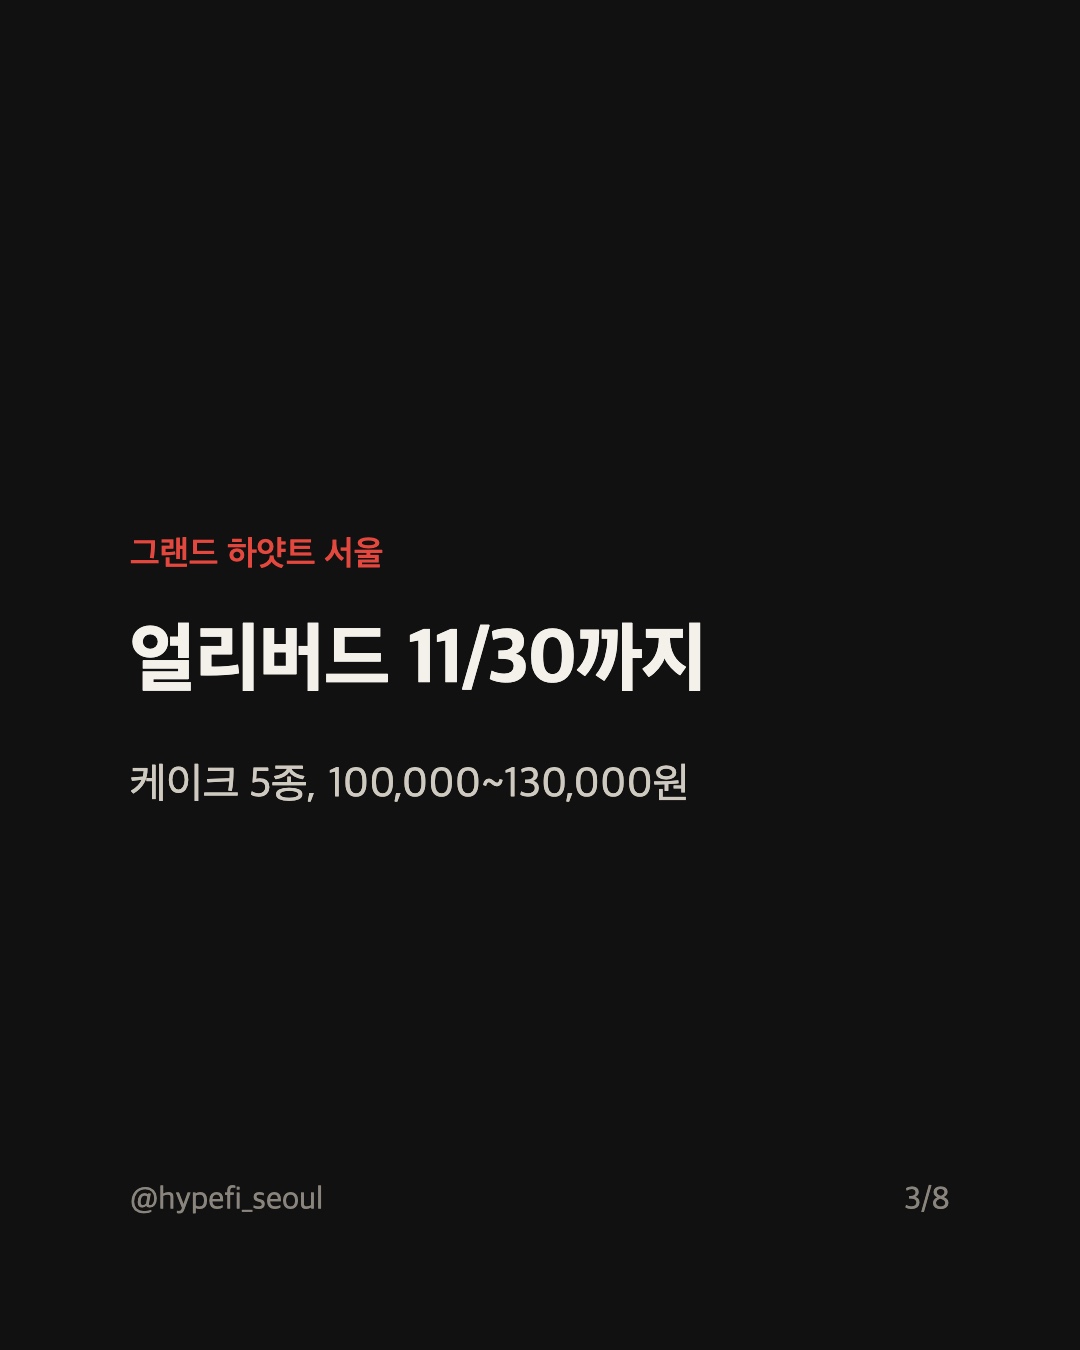 그랜드 하얏트 서울
얼리버드 11/30까지
케이크 5종, 100,000~130,000원
@hypefi_seoul
3/8